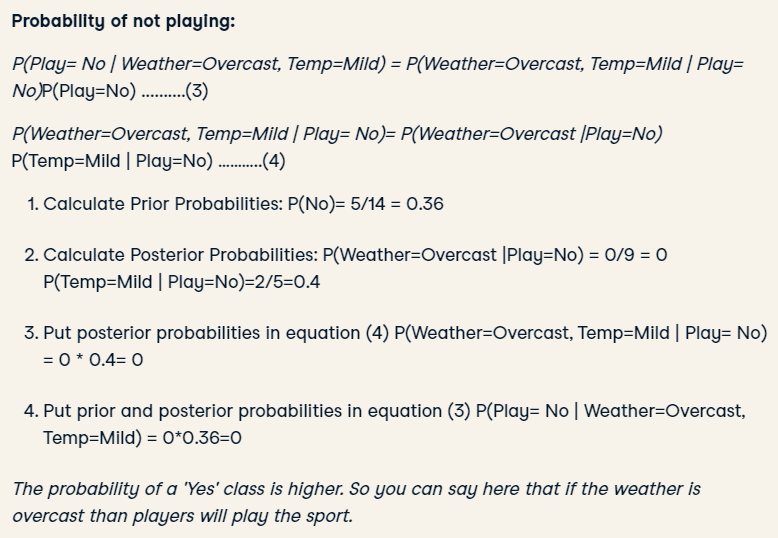 Probability of not playing:
P(Play= No | Weather=Overcast, Temp=Mild) = P(Weather=Overcast, Temp=Mild | Play=
No)P(Play=No) ..........(3)
P(Weather=Overcast, Temp=Mild | Play= No)= P(Weather=Overcast |Play=No)
P(Temp=Mild | Play=No) ………..(4)
1. Calculate Prior Probabilities: P(No)= 5/14 = 0.36
2. Calculate Posterior Probabilities: P(Weather=Overcast |Play=No) = 0/9 = 0
P(Temp=Mild | Play=No)=2/5=0.4
3. Put posterior probabilities in equation (4) P(Weather=Overcast, Temp=Mild | Play= No)
= 0 * 0.4= 0
4. Put prior and posterior probabilities in equation (3) P(Play= No | Weather=Overcast,
Temp=Mild) = 0*0.36=0
The probability of a 'Yes' class is higher. So you can say here that if the weather is
overcast than players will play the sport.